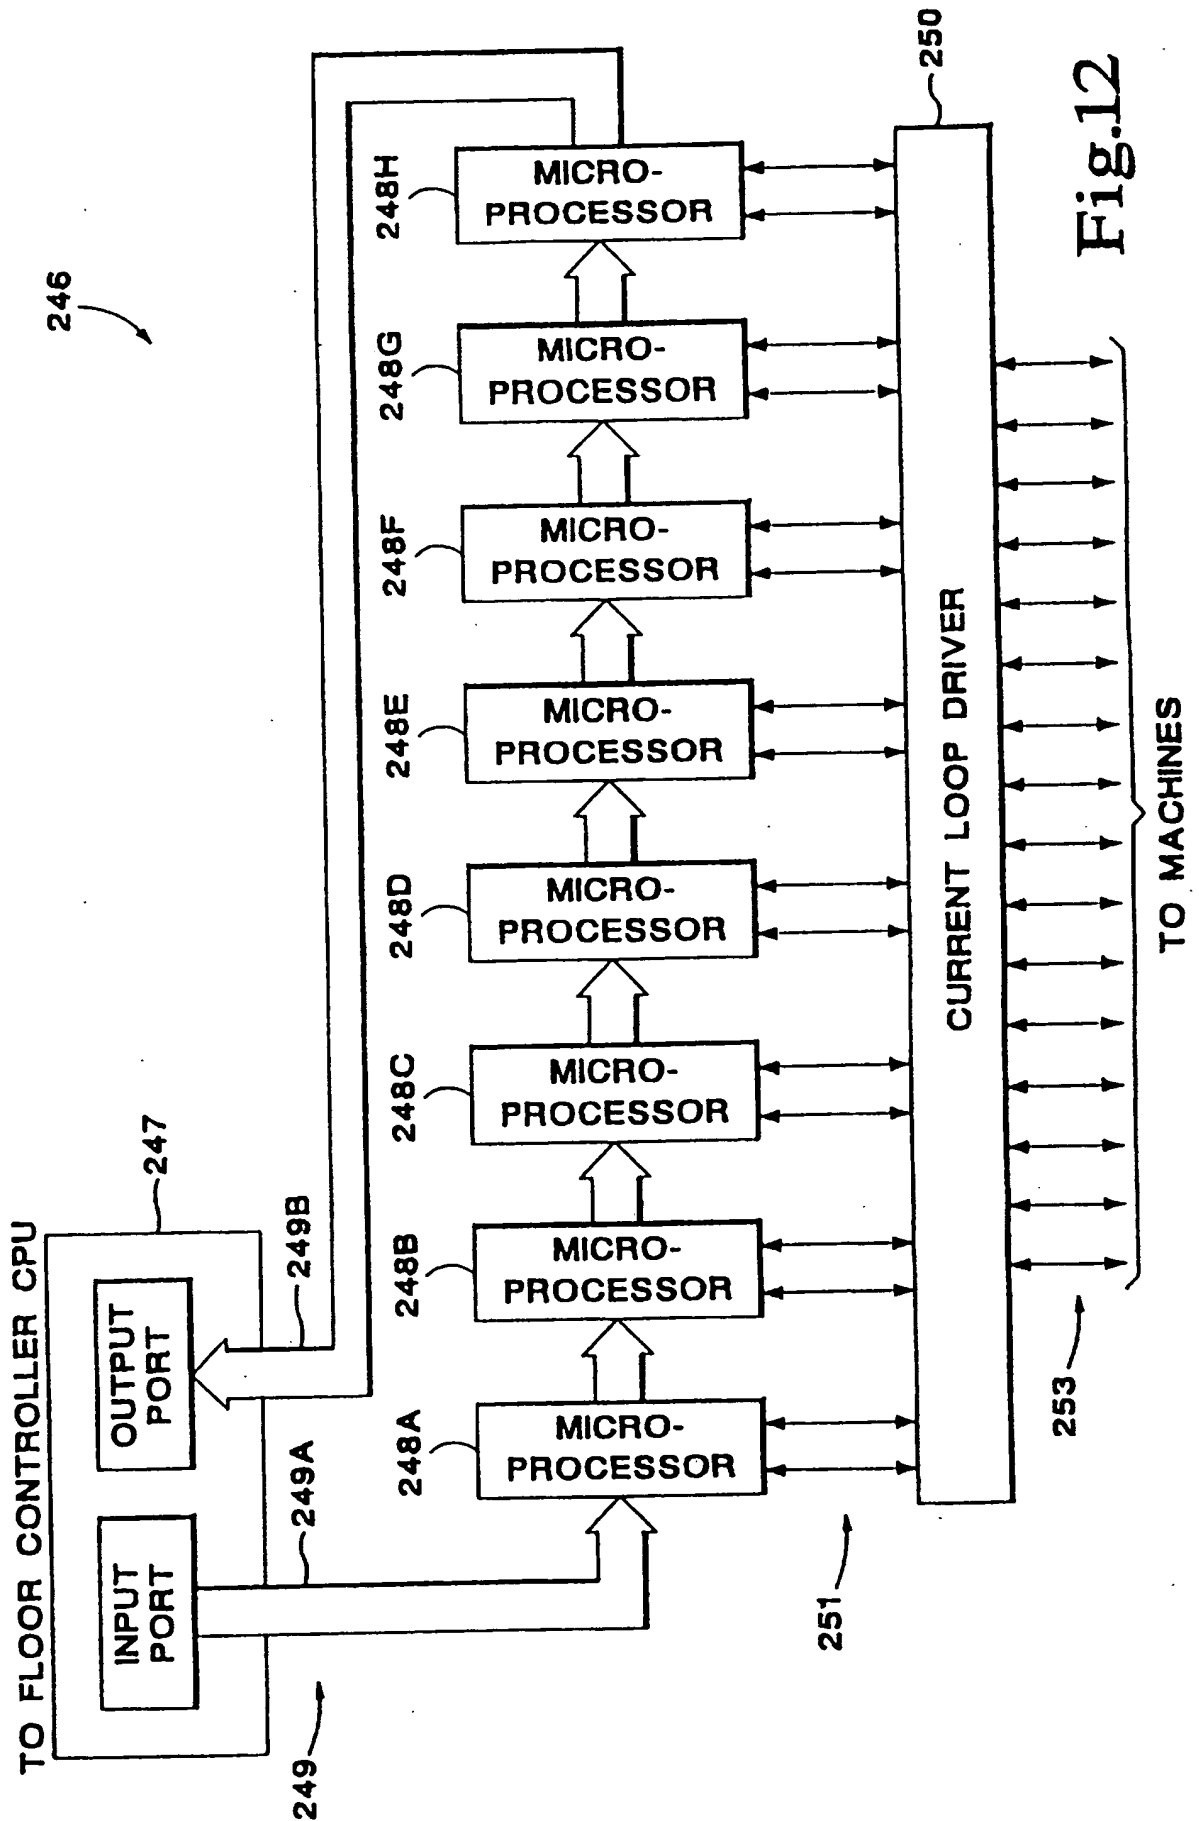 246
TO FLOOR CONTROLLER CPU
247
INPUT
PORT
OUTPUT
PORT
249
249A
249B
248A
248B
248C
248D
248E
248F
248G
248H
MICRO-
PROCESSOR
MICRO-
PROCESSOR
MICRO-
PROCESSOR
MICRO-
PROCESSOR
MICRO-
PROCESSOR
MICRO-
PROCESSOR
MICRO-
PROCESSOR
MICRO-
PROCESSOR
251
CURRENT LOOP DRIVER
250
253
TO MACHINES
Fig.12